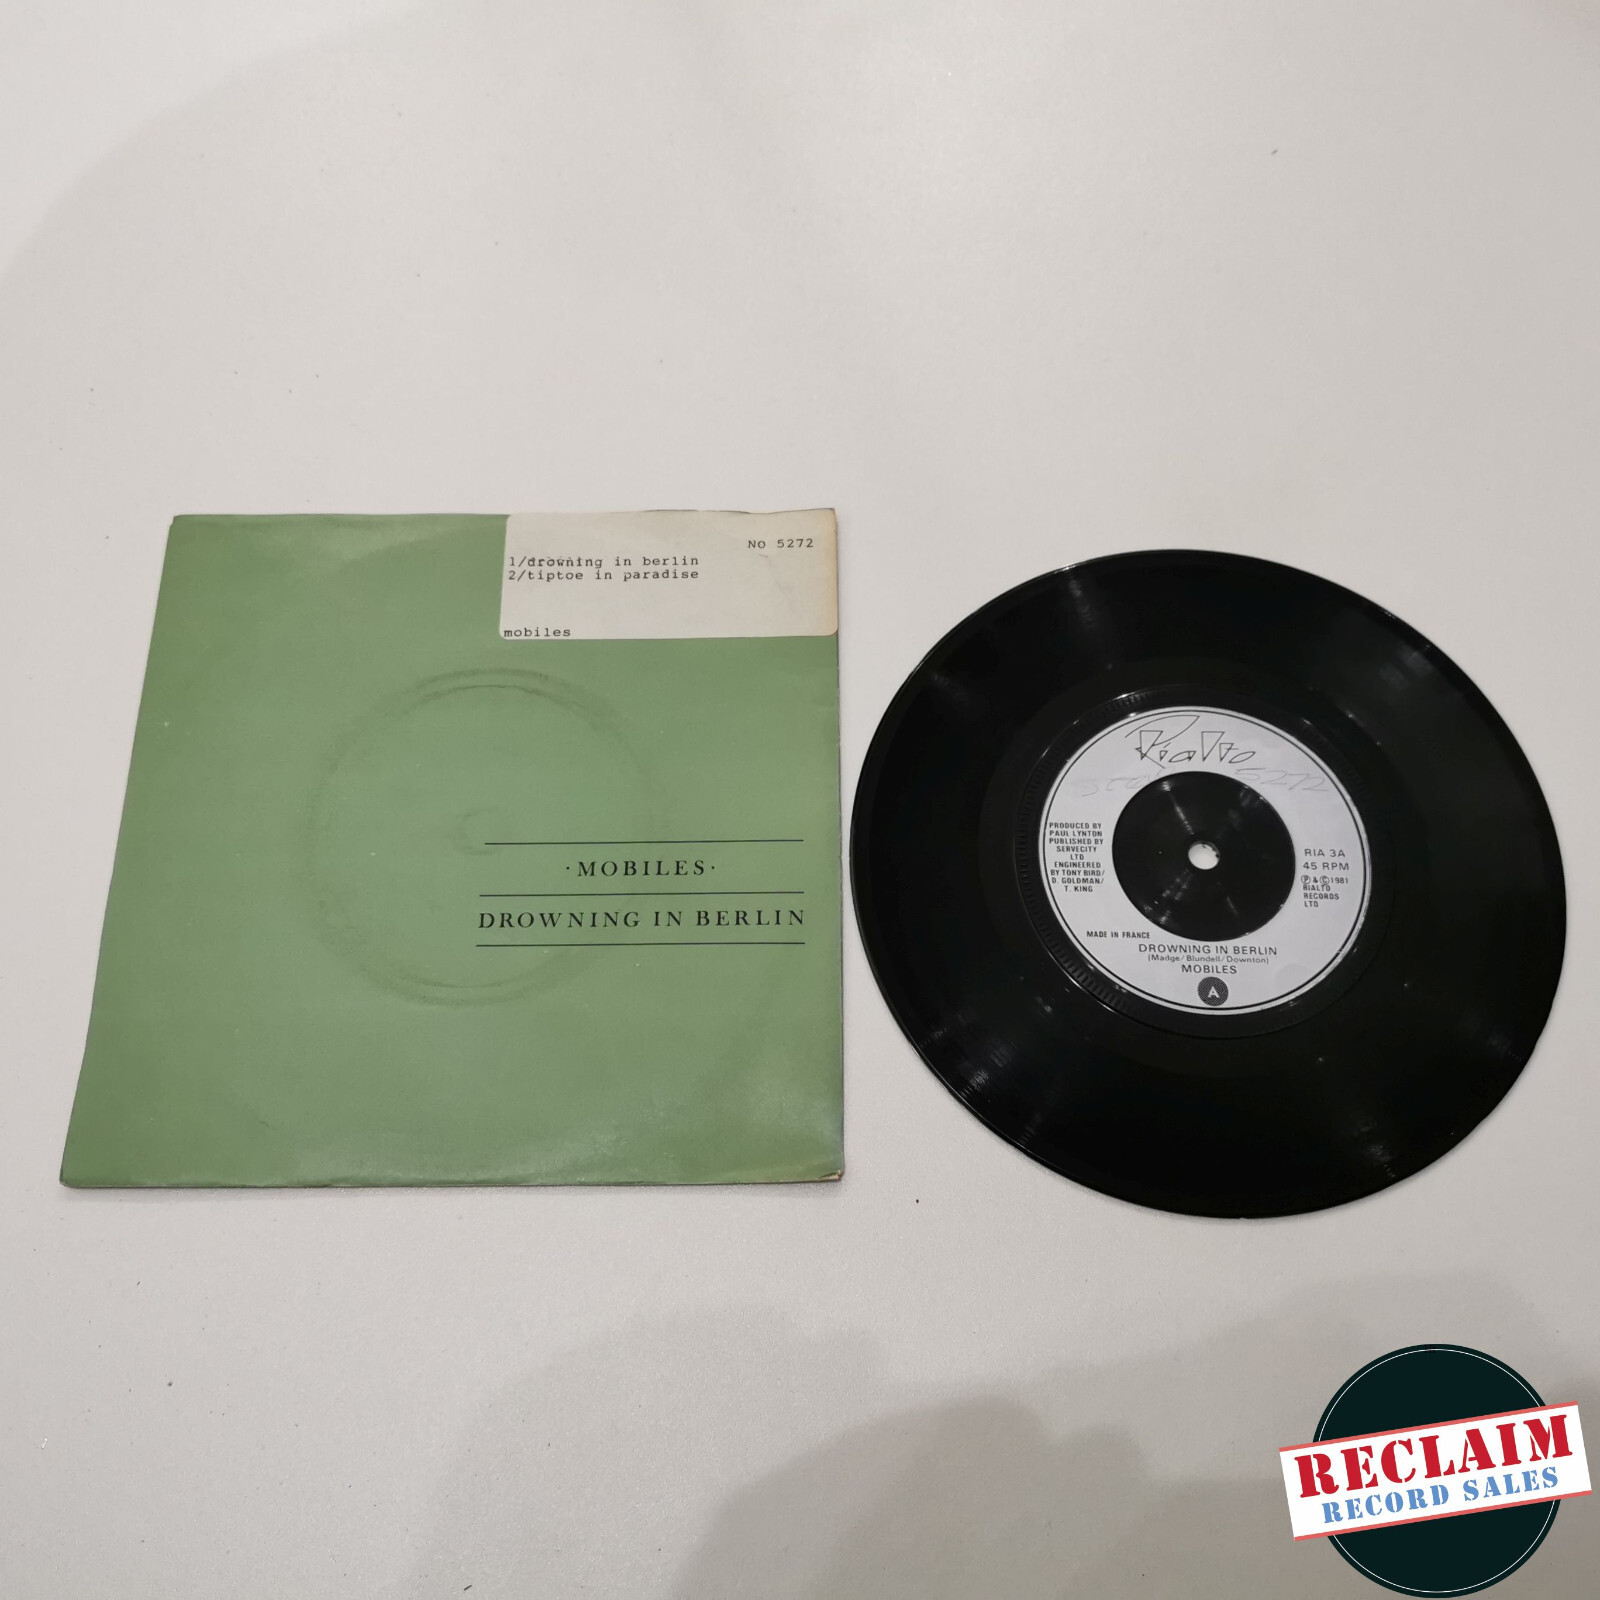 NO 5272
1/drowning in berlin
2/tiptoe in paradise
mobiles
·MOBILES·
DROWNING IN BERLIN
Rialto
5272
PRODUCED BY
PAUL LYNTON
PUBLISHED BY
SERVECITY
LTD
ENGINEERED
BY TONY BIRD/
D. GOLDMAN/
T. KING
RIA 3A
45 RPM
Ⓟ & Ⓒ 1981
RIALTO
RECORDS
LTD
MADE IN FRANCE
DROWNING IN BERLIN
(Madge/Blundell/Downton)
MOBILES
A
RECLAIM
RECORD SALES